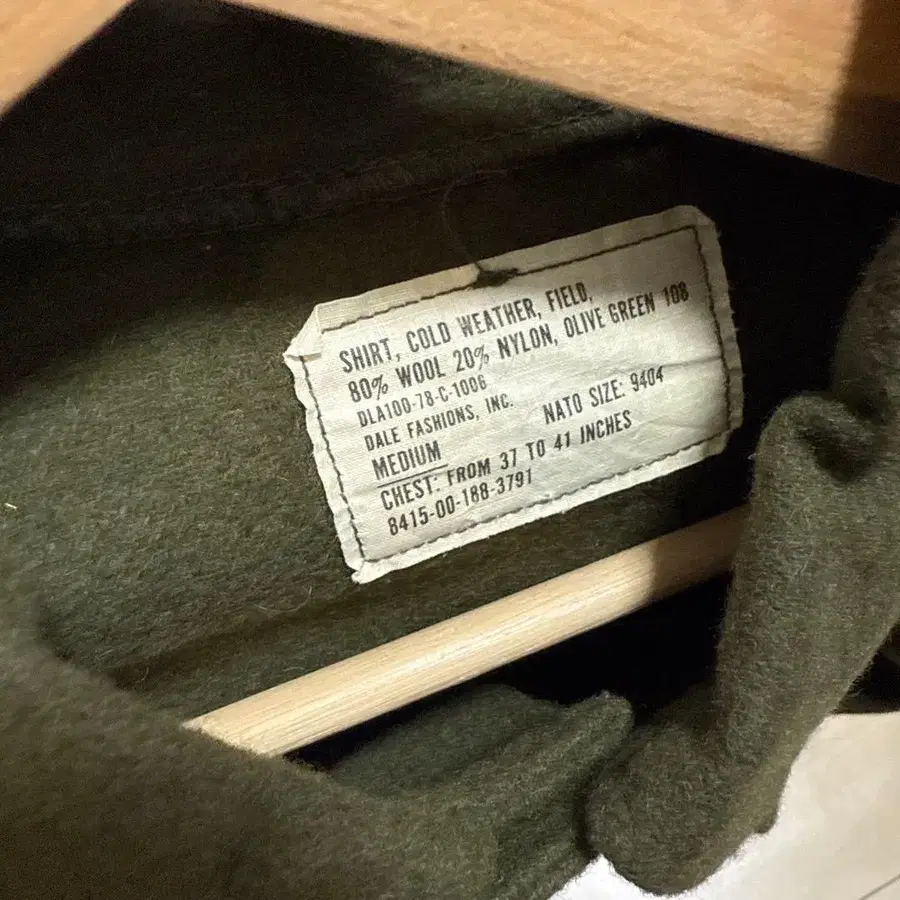 SHIRT, COLD WEATHER, FIELD,
80% WOOL 20% NYLON, OLIVE GREEN 108
DLA100-78-C-1006
DALE FASHIONS, INC. NATO SIZE: 9404
MEDIUM
CHEST: FROM 37 TO 41 INCHES
8415-00-188-3791